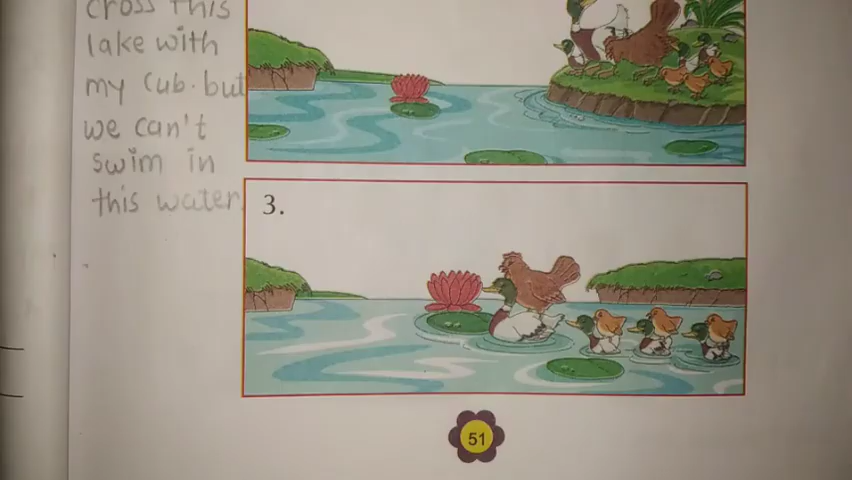 cross this
lake with
my cub. but
we can't
swim in
this water.
3.
51